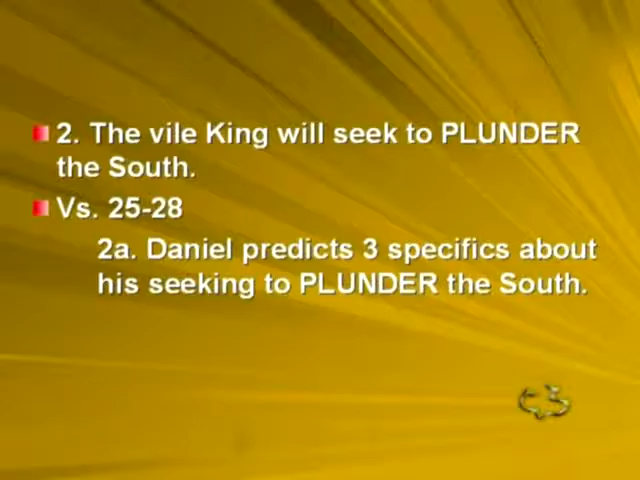 2. The vile King will seek to PLUNDER
the South.
Vs. 25-28
2a. Daniel predicts 3 specifics about
his seeking to PLUNDER the South.